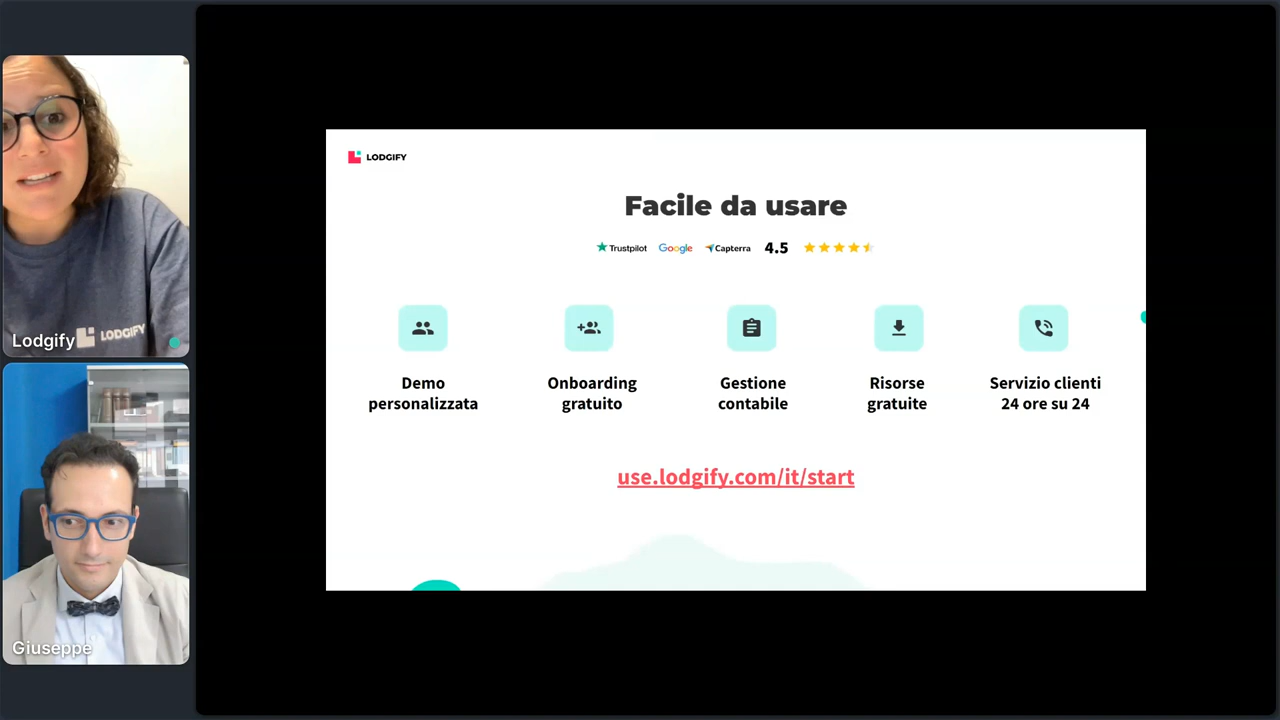 LODGIFY
Facile da usare
Trustpilot Google Capterra 4.5
Demo
personalizzata
Onboarding
gratuito
Gestione
contabile
Risorse
gratuite
Servizio clienti
24 ore su 24
use.lodgify.com/it/start
Lodgify
LODGIFY
Giuseppe